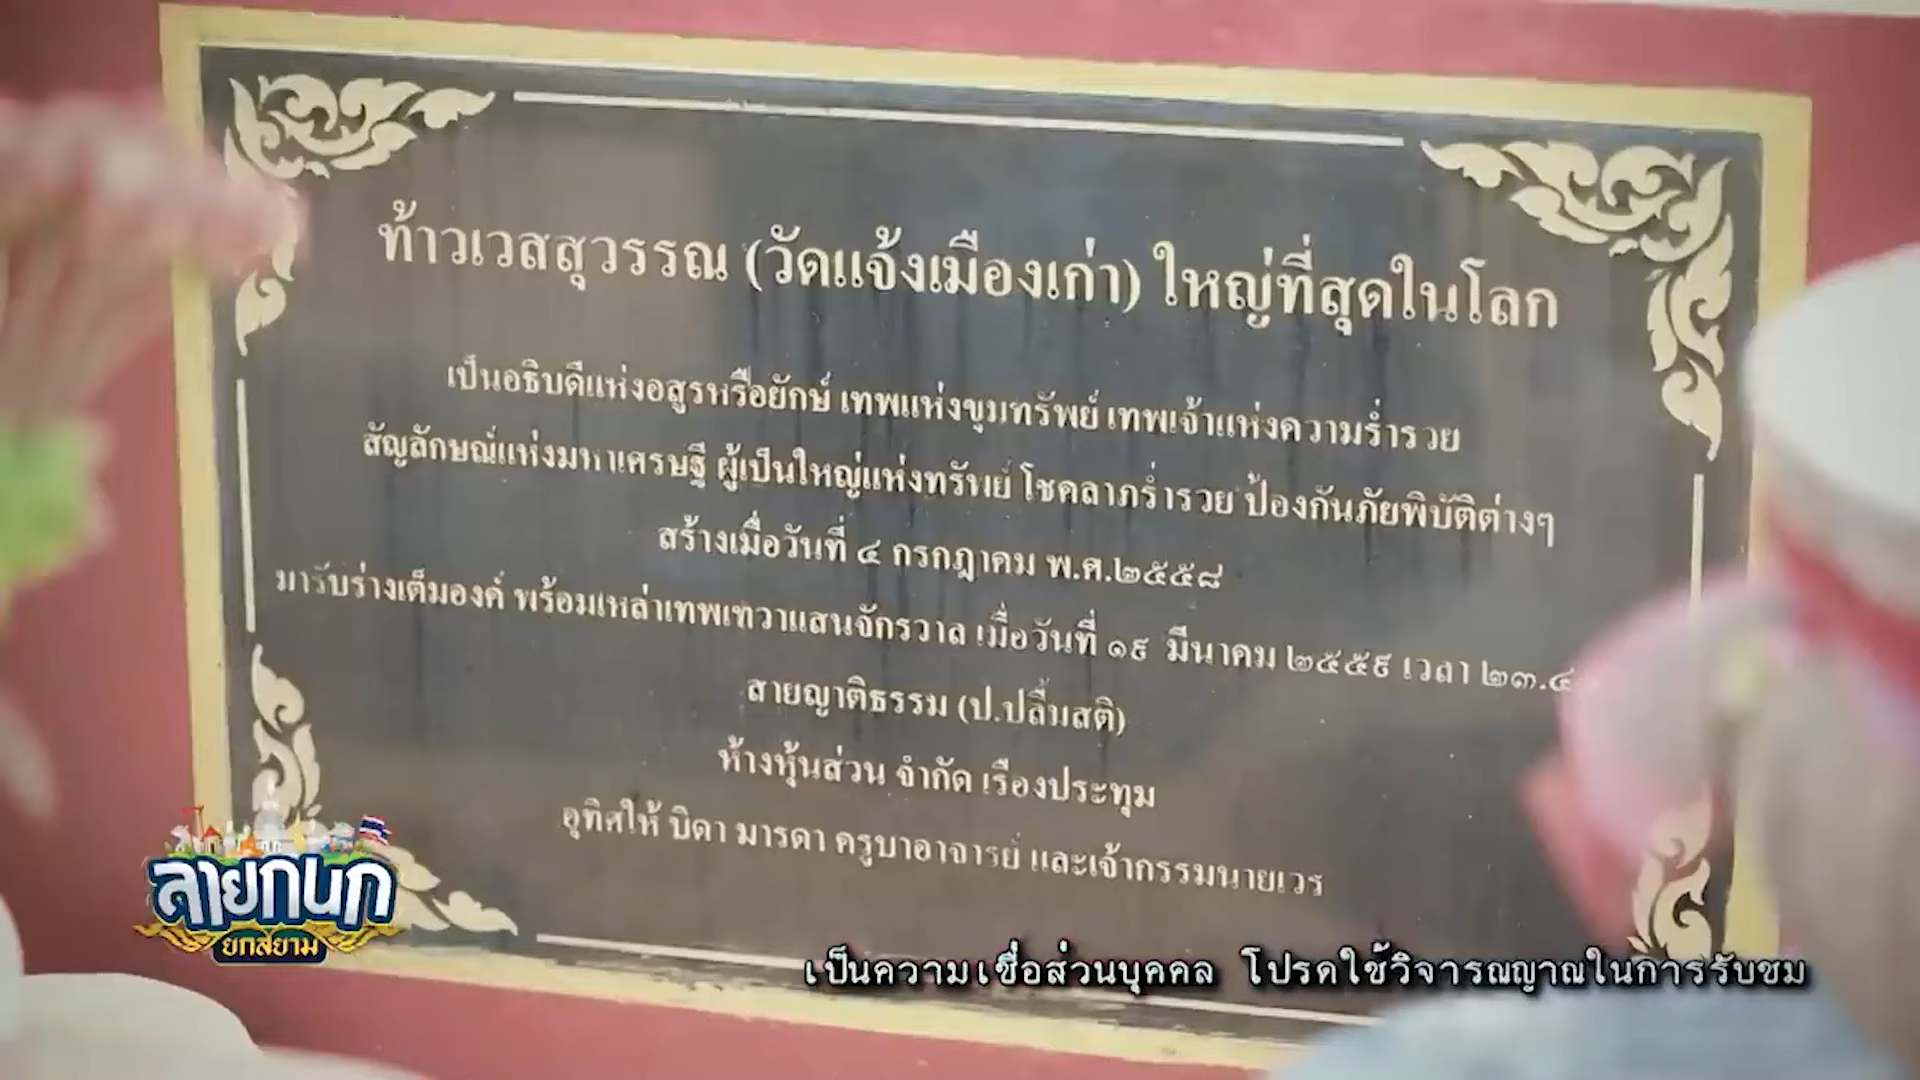 ท้าวเวสสุวรรณ (วัดแจ้งเมืองเก่า) ใหญ่ที่สุดในโลก
เป็นอธิบดีแห่งอสูรหรือยักษ์ เทพแห่งขุมทรัพย์ เทพเจ้าแห่งความร่ำรวย
สัญลักษณ์แห่งมหาเศรษฐี ผู้เป็นใหญ่แห่งทรัพย์ โชคลาภร่ำรวย ป้องกันภัยพิบัติต่างๆ
สร้างเมื่อวันที่ ๔ กรกฎาคม พ.ศ.๒๕๕๘
มารับร่างเต็มองค์ พร้อมเหล่าเทพเทวาแสนจักรวาล เมื่อวันที่ ๑๙ มีนาคม ๒๕๕๙ เวลา ๒๓.๔
สายญาติธรรม (ป.ปลื้มสติ)
ห้างหุ้นส่วน จำกัด เรืองประทุม
อุทิศให้ บิดา มารดา ครูบาอาจารย์ และเจ้ากรรมนายเวร
ลายกนก
ยกสยาม
เป็นความเชื่อส่วนบุคคล โปรดใช้วิจารณญาณในการรับชม